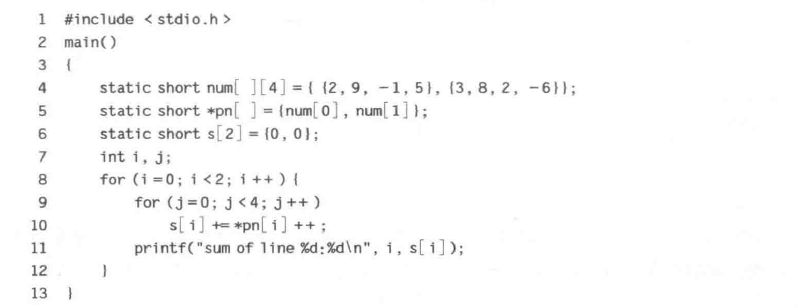 1 #include <stdio.h>
2 main()
3 {
4 static short num[ ][4] = { {2, 9, -1, 5}, {3, 8, 2, -6}};
5 static short *pn[ ] = {num[0], num[1]};
6 static short s[2] = {0, 0};
7 int i, j;
8 for (i=0; i<2; i++) {
9 for (j=0; j<4; j++)
10 s[i] += *pn[i]++;
11 printf("sum of line %d:%d\n", i, s[i]);
12 }
13 }